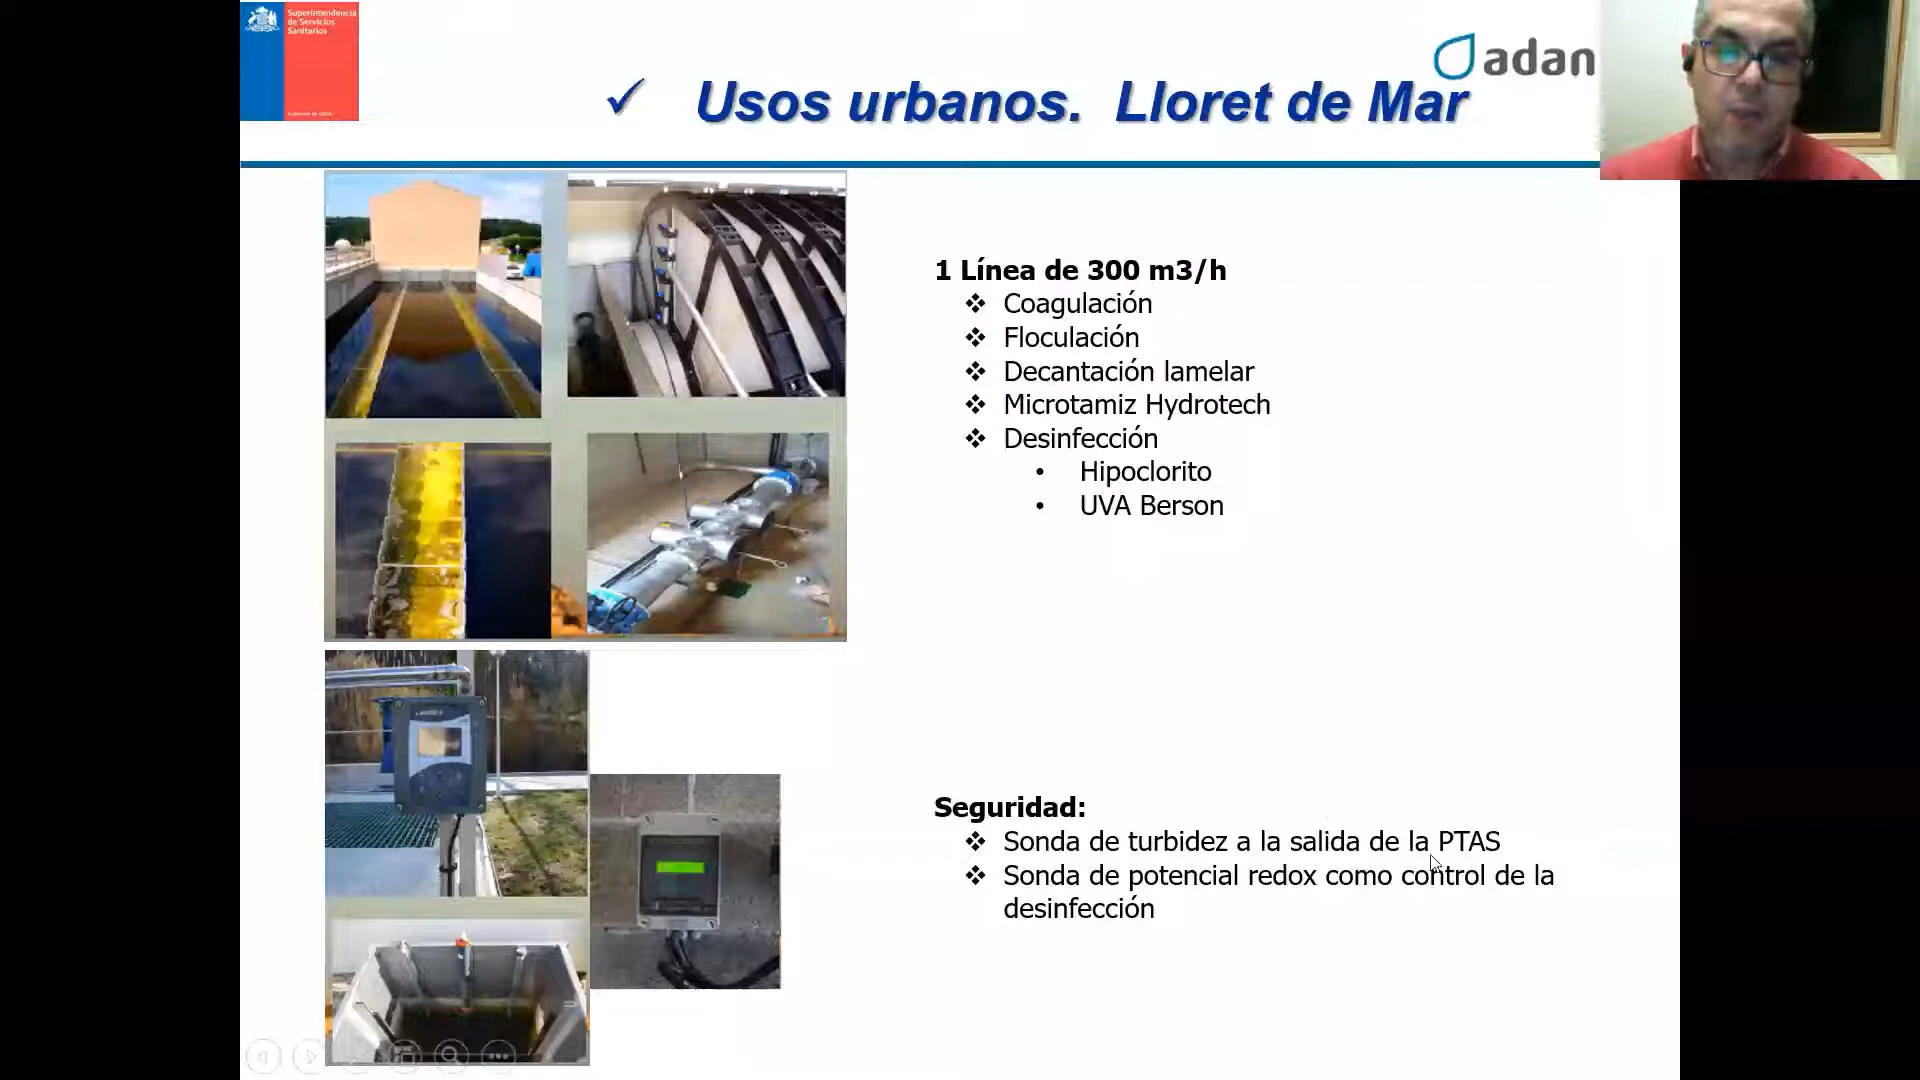 Superintendencia
de Servicios
Sanitarios
adan
✓ Usos urbanos. Lloret de Mar
1 Línea de 300 m3/h
❖ Coagulación
❖ Floculación
❖ Decantación lamelar
❖ Microtamiz Hydrotech
❖ Desinfección
• Hipoclorito
• UVA Berson
Seguridad:
❖ Sonda de turbidez a la salida de la PTAS
❖ Sonda de potencial redox como control de la
desinfección